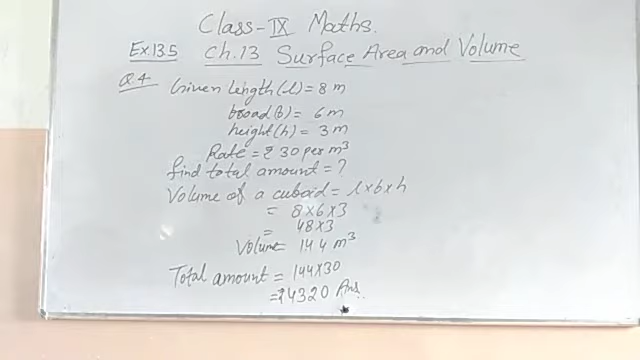 Class-IX Maths.
Ex.13.5 Ch.13 Surface Area and Volume
Q.4 Given length(l)=8 m
broad(b)= 6m
height(h)= 3m
Rate=₹30 per m³
find total amount=?
Volume of a cuboid=l×b×h
= 8×6×3
= 48×3
Volume= 144 m³
Total amount = 144×30
=₹4320 Ans.